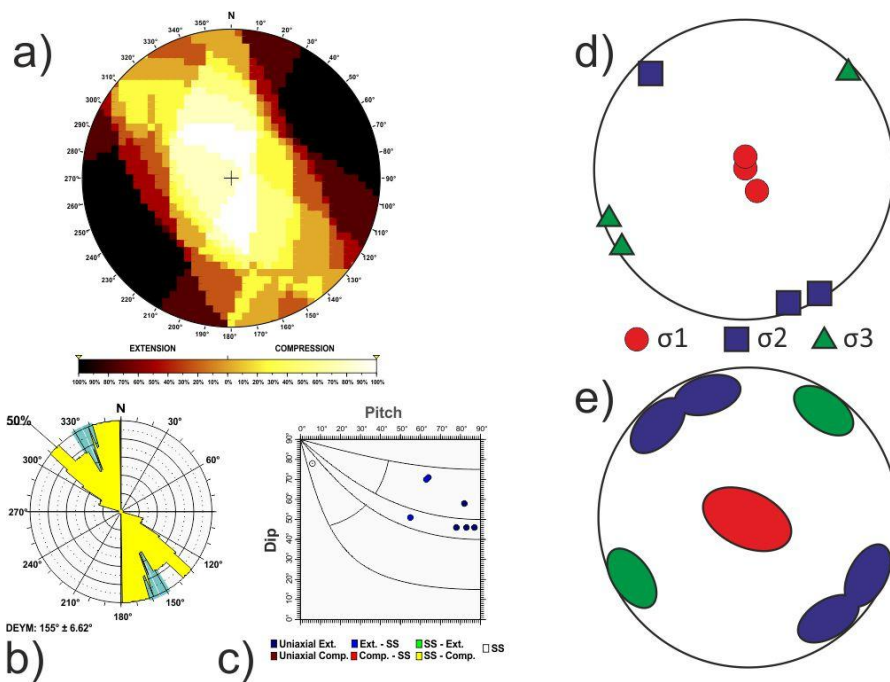 a)
N
350° 10°
340° 20°
330° 30°
320° 40°
310° 50°
300° 60°
290° 70°
280° 80°
270° 90°
260° 100°
250° 110°
240° 120°
230° 130°
220° 140°
210° 150°
200° 160°
190° 180° 170°
EXTENSION COMPRESSION
100% 90% 80% 70% 60% 50% 40% 30% 20% 10% 0% 10% 20% 30% 40% 50% 60% 70% 80% 90% 100%
b)
N
50% 330° 30°
300° 60°
270°
240° 120°
210° 180° 150°
DEYM: 155° ± 6.62°
c)
Pitch
0° 10° 20° 30° 40° 50° 60° 70° 80° 90°
Dip
90°
80°
70°
60°
50°
40°
30°
20°
10°
0°
Uniaxial Ext. Ext. - SS SS - Ext. SS
Uniaxial Comp. Comp. - SS SS - Comp.
d)
σ1 σ2 σ3
e)